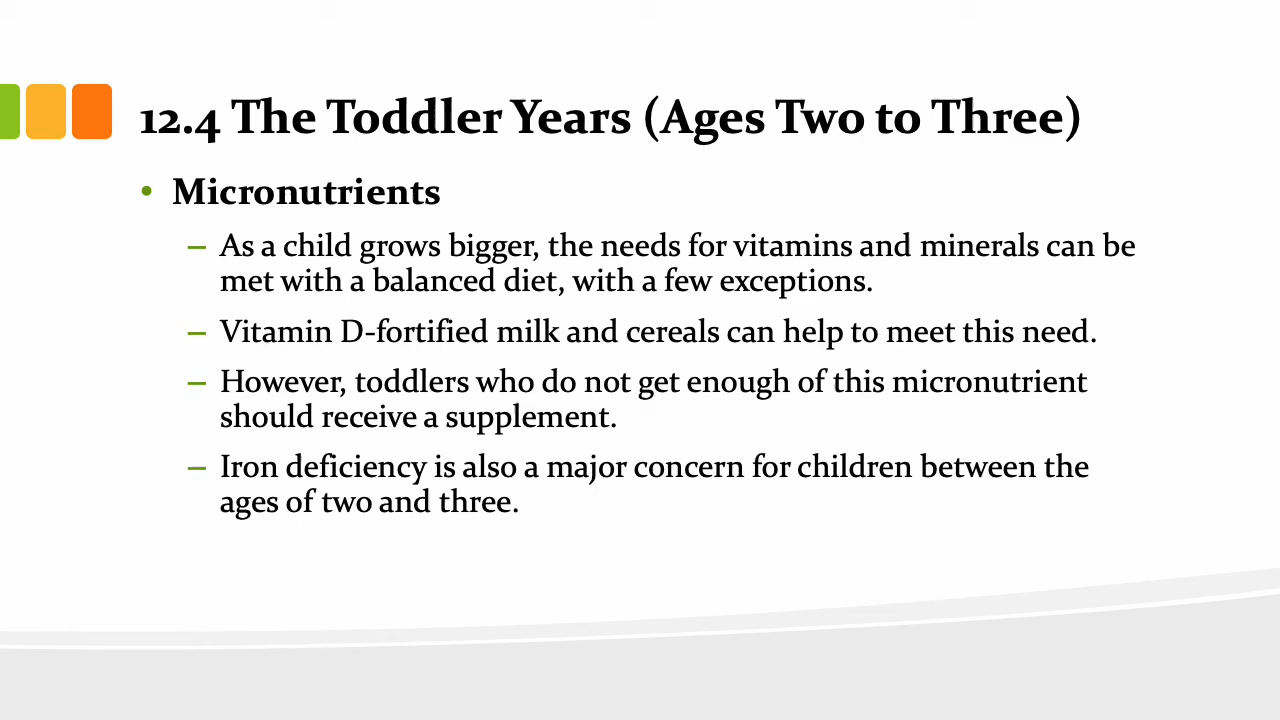 12.4 The Toddler Years (Ages Two to Three)
• Micronutrients
– As a child grows bigger, the needs for vitamins and minerals can be
met with a balanced diet, with a few exceptions.
– Vitamin D-fortified milk and cereals can help to meet this need.
– However, toddlers who do not get enough of this micronutrient
should receive a supplement.
– Iron deficiency is also a major concern for children between the
ages of two and three.